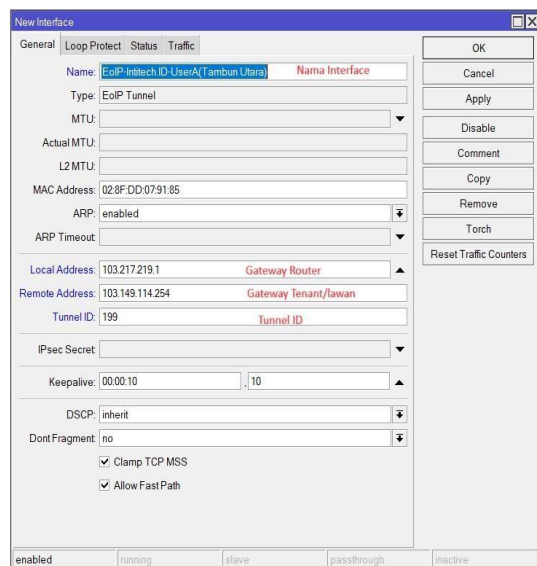 New Interface
General Loop Protect Status Traffic
Name: EoIP-Intitech.ID-UserA(Tambun Utara) Nama Interface
Type: EoIP Tunnel
MTU:
Actual MTU:
L2 MTU:
MAC Address: 02:8F:DD:07:91:85
ARP: enabled
ARP Timeout:
Local Address: 103.217.219.1 Gateway Router
Remote Address: 103.149.114.254 Gateway Tenant/lawan
Tunnel ID: 199 Tunnel ID
IPsec Secret:
Keepalive: 00:00:10 , 10
DSCP: inherit
Dont Fragment: no
Clamp TCP MSS
Allow Fast Path
OK
Cancel
Apply
Disable
Comment
Copy
Remove
Torch
Reset Traffic Counters
enabled running slave passthrough inactive